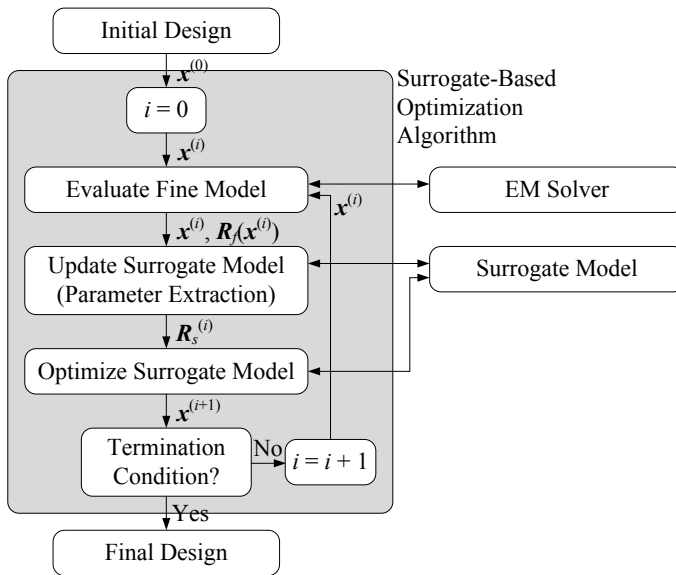 Initial Design
x^(0)
Surrogate-Based
Optimization
Algorithm
i = 0
x^(i)
Evaluate Fine Model
EM Solver
x^(i)
x^(i), R_f(x^(i))
Update Surrogate Model
(Parameter Extraction)
Surrogate Model
R_s^(i)
Optimize Surrogate Model
x^(i+1)
Termination
Condition?
No
i = i + 1
Yes
Final Design